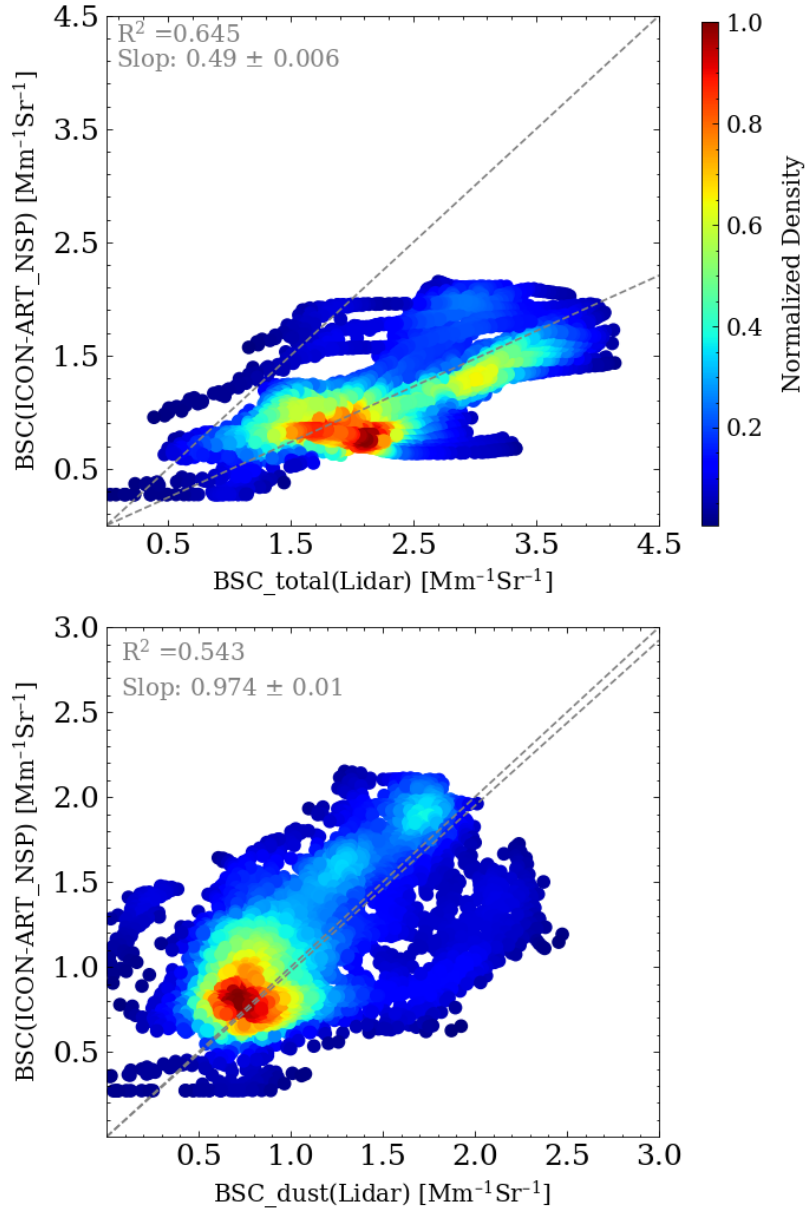 4.5
3.5
2.5
1.5
0.5
BSC(ICON-ART_NSP) [Mm⁻¹Sr⁻¹]
R² =0.645
Slop: 0.49 ± 0.006
0.5 1.5 2.5 3.5 4.5
BSC_total(Lidar) [Mm⁻¹Sr⁻¹]
1.0
0.8
0.6
0.4
0.2
Normalized Density
3.0
2.5
2.0
1.5
1.0
0.5
BSC(ICON-ART_NSP) [Mm⁻¹Sr⁻¹]
R² =0.543
Slop: 0.974 ± 0.01
0.5 1.0 1.5 2.0 2.5 3.0
BSC_dust(Lidar) [Mm⁻¹Sr⁻¹]